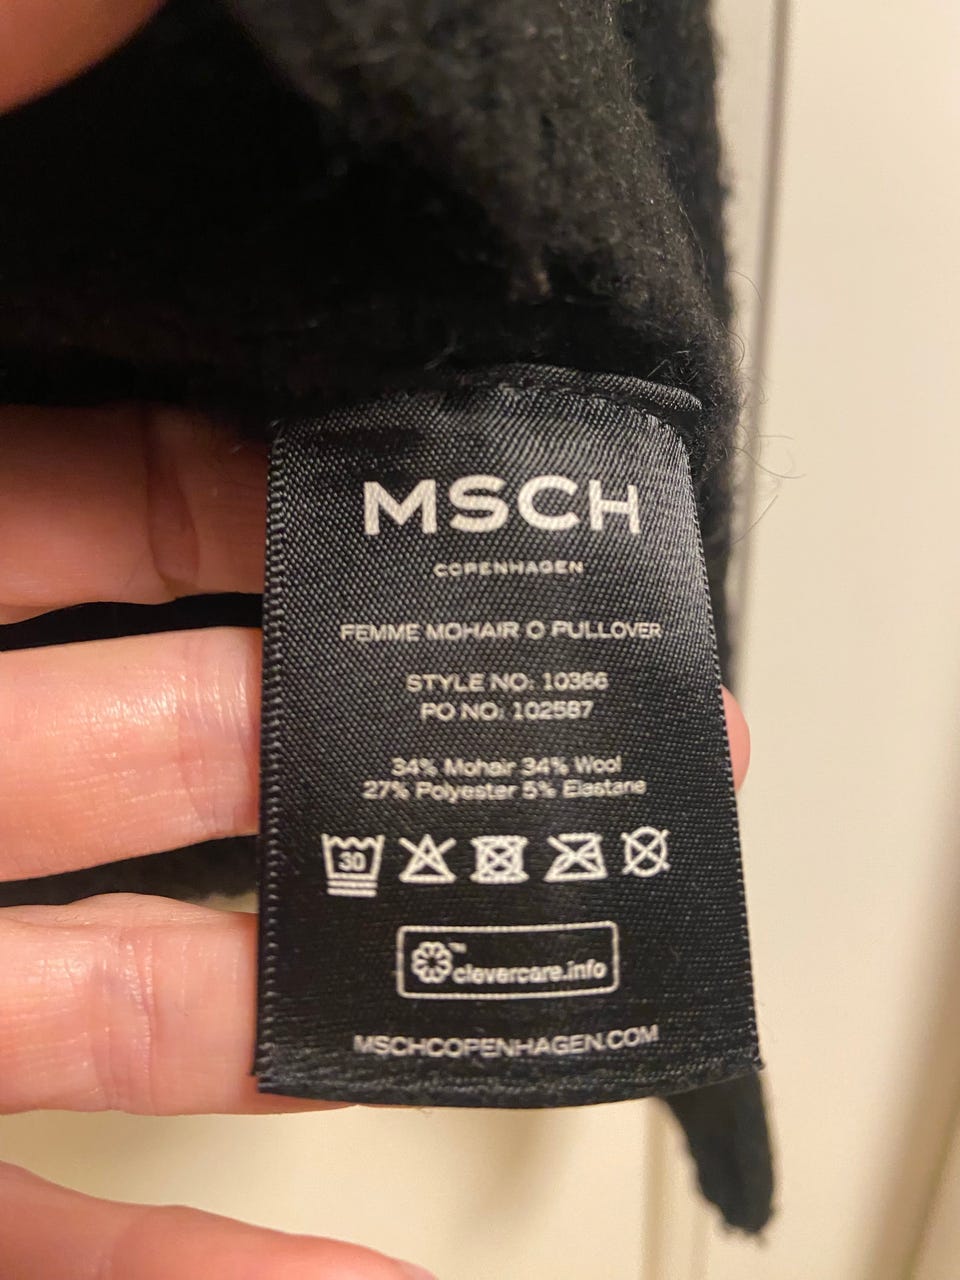 MSCH
COPENHAGEN
FEMME MOHAIR O PULLOVER
STYLE NO: 10366
PO NO: 102587
34% Mohair 34% Wool
27% Polyester 5% Elastane
30
™
clevercare.info
MSCHCOPENHAGEN.COM